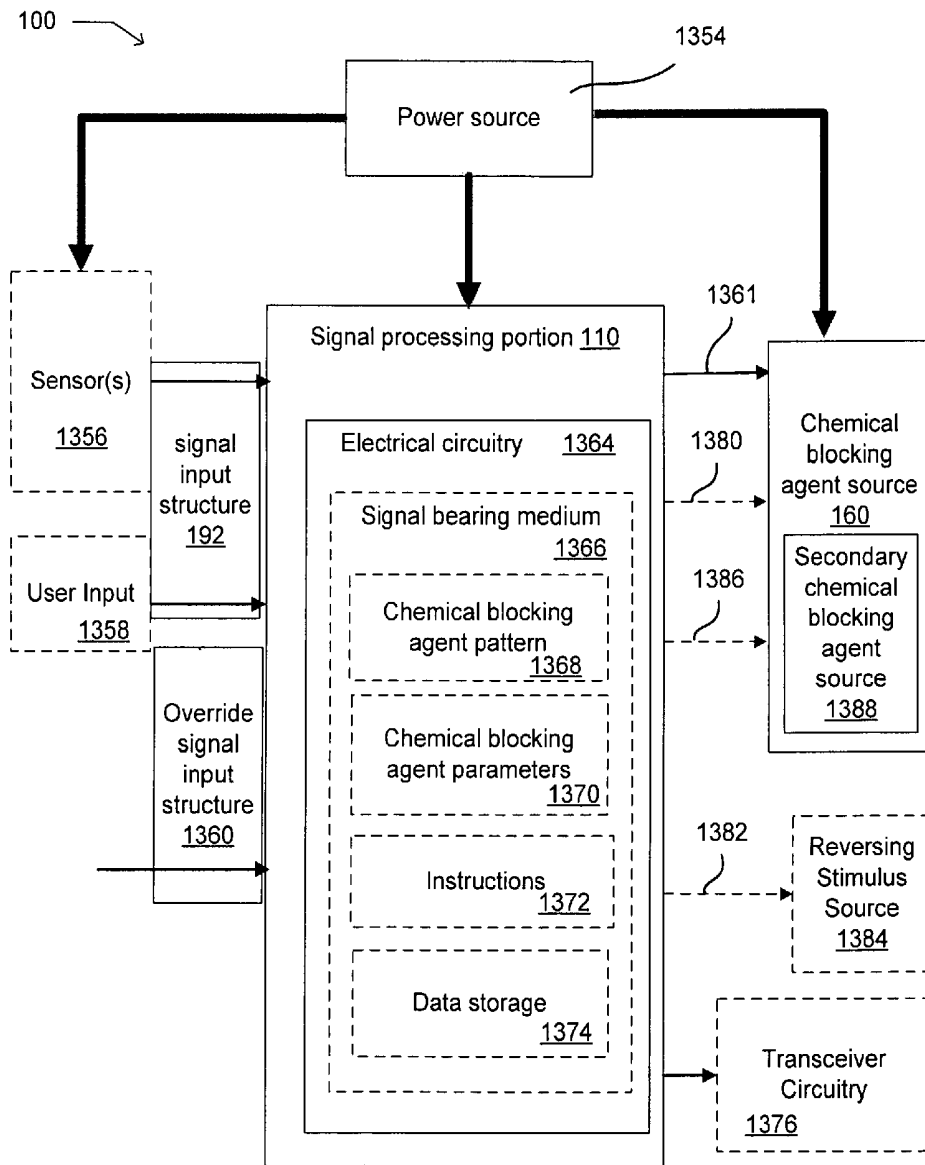 100
1354
Power source
Sensor(s)
1356
signal
input
structure
192
User Input
1358
Override
signal
input
structure
1360
Signal processing portion 110
Electrical circuitry 1364
Signal bearing medium
1366
Chemical blocking
agent pattern
1368
Chemical blocking
agent parameters
1370
Instructions
1372
Data storage
1374
1361
1380
1386
Chemical
blocking
agent source
160
Secondary
chemical
blocking
agent
source
1388
1382
Reversing
Stimulus
Source
1384
Transceiver
Circuitry
1376